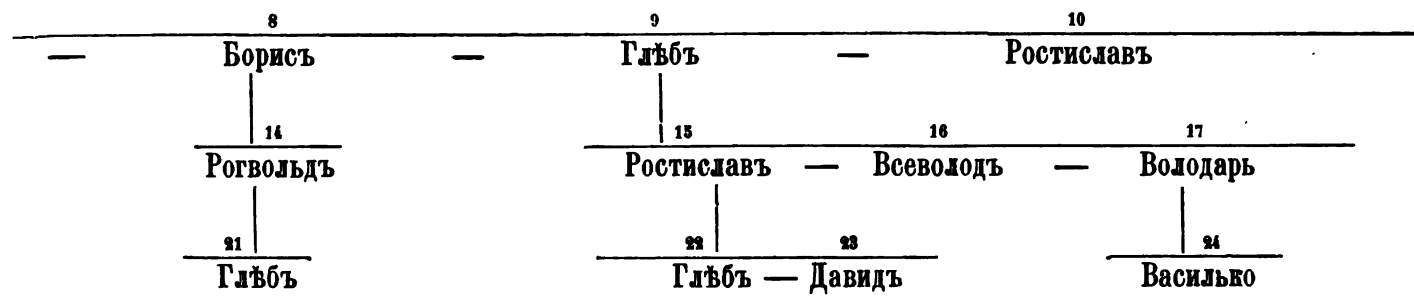 8 9 10
— Борисъ — Глѣбъ — Ростиславъ
14 15 16 17
Рогвольдъ Ростиславъ — Всеволодъ — Володарь
21 22 23 24
Глѣбъ Глѣбъ — Давидъ Василько